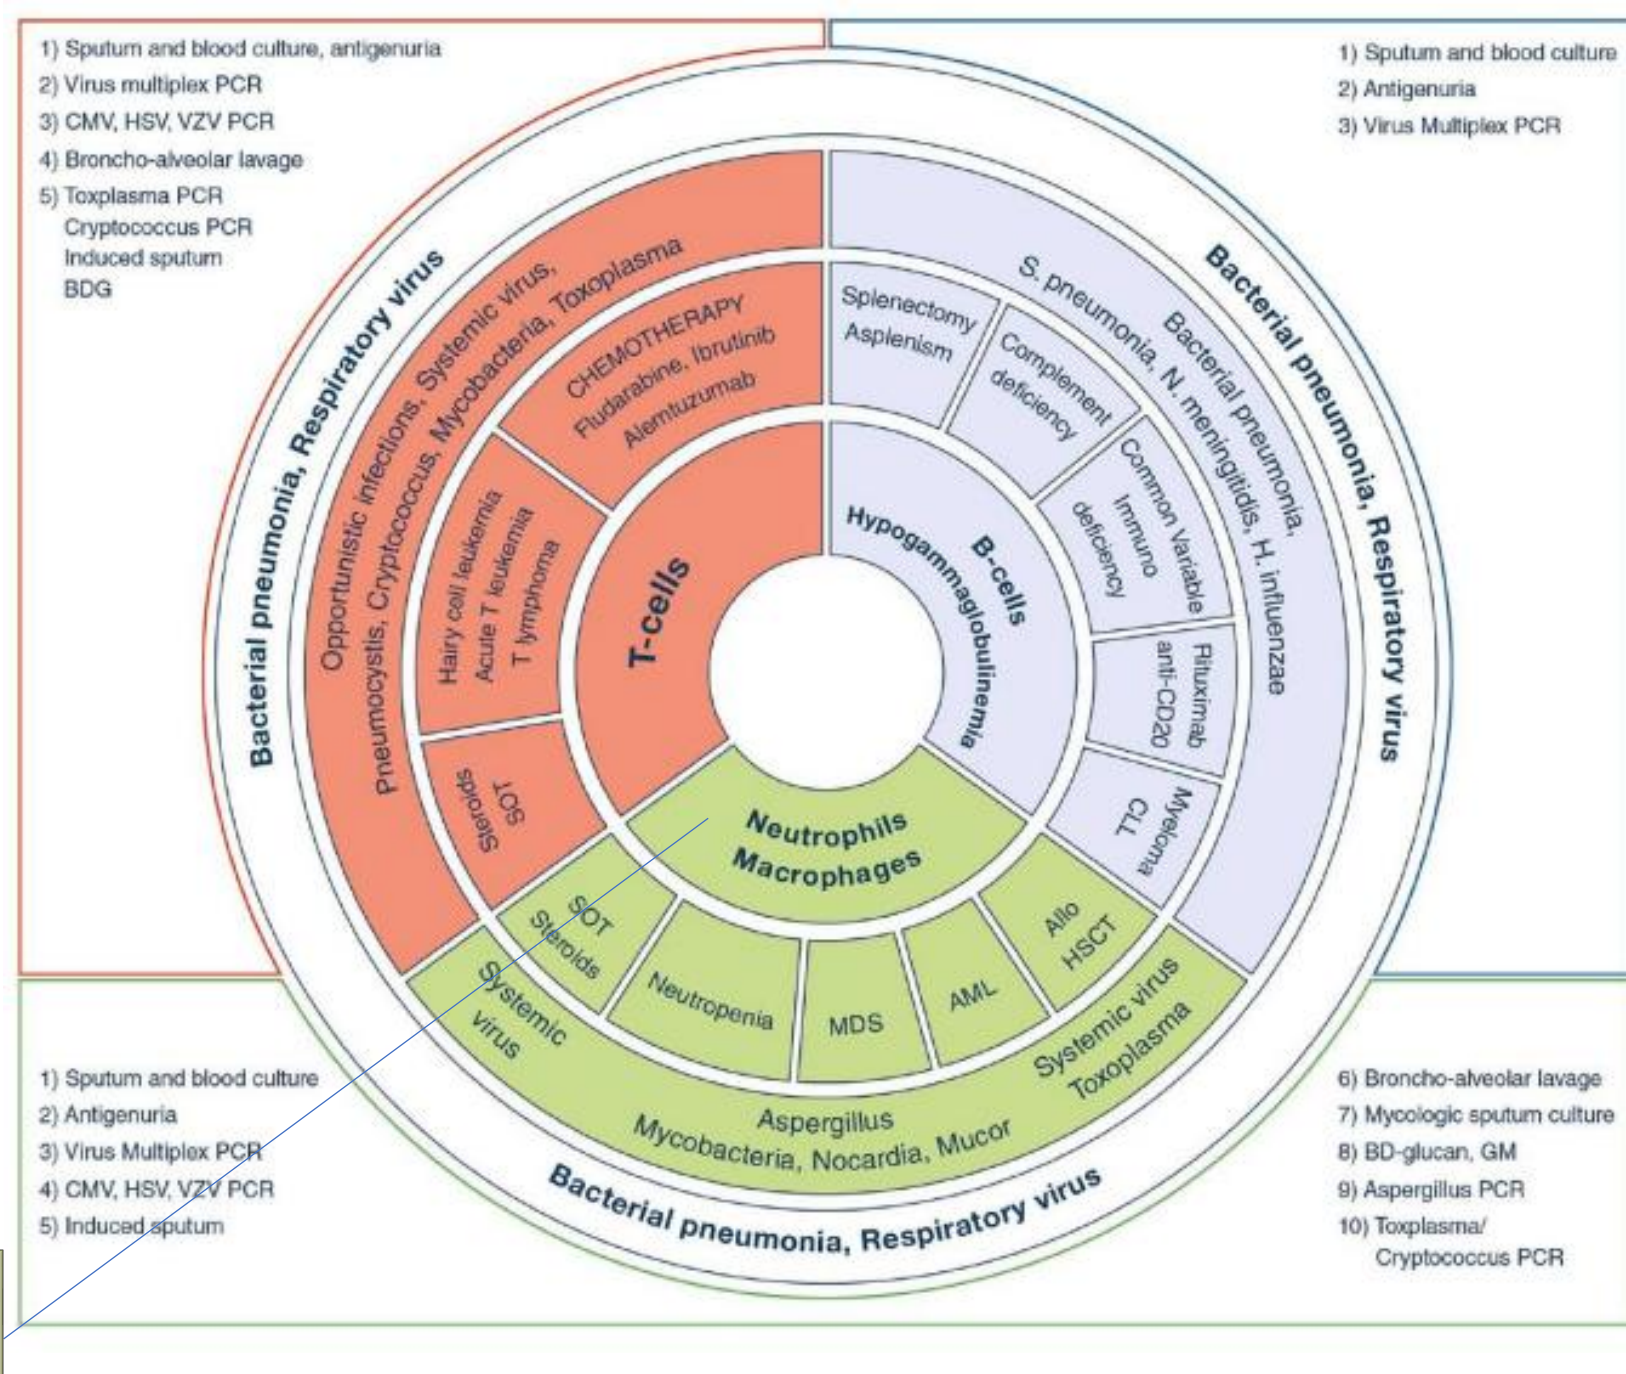 1) Sputum and blood culture, antigenuria
2) Virus multiplex PCR
3) CMV, HSV, VZV PCR
4) Broncho-alveolar lavage
5) Toxplasma PCR
Cryptococcus PCR
Induced sputum
BDG
1) Sputum and blood culture
2) Antigenuria
3) Virus Multiplex PCR
Bacterial pneumonia, Respiratory virus
Opportunistic infections, Systemic virus,
Pneumocystis, Cryptococcus, Mycobacteria, Toxoplasma
CHEMOTHERAPY
Fludarabine, Ibrutinib
Alemtuzumab
Hairy cell leukemia
Acute T leukemia
T lymphoma
SOT
Steroids
T-cells
Bacterial pneumonia, Respiratory virus
Bacterial pneumonia,
S. pneumonia, N. meningitidis, H. influenzae
Splenectomy
Asplenism
Complement
deficiency
Common Variable
Immuno
deficiency
Rituximab
anti-CD20
Myeloma
CLL
B-cells
Hypogammaglobulinemia
Neutrophils
Macrophages
SOT
Steroids
Neutropenia
MDS
AML
Allo
HSCT
Systemic
virus
Aspergillus
Mycobacteria, Nocardia, Mucor
Systemic virus
Toxoplasma
Bacterial pneumonia, Respiratory virus
1) Sputum and blood culture
2) Antigenuria
3) Virus Multiplex PCR
4) CMV, HSV, VZV PCR
5) Induced sputum
6) Broncho-alveolar lavage
7) Mycologic sputum culture
8) BD-glucan, GM
9) Aspergillus PCR
10) Toxplasma/
Cryptococcus PCR